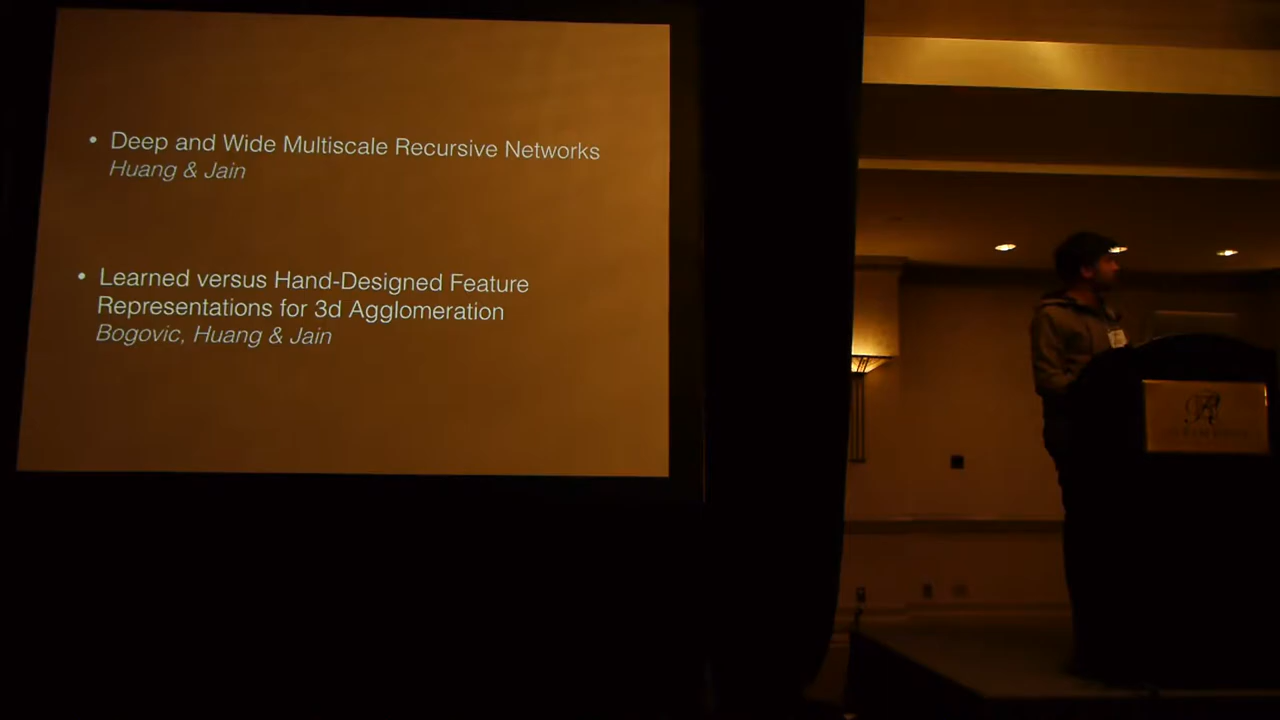 • Deep and Wide Multiscale Recursive Networks
Huang & Jain
• Learned versus Hand-Designed Feature
Representations for 3d Agglomeration
Bogovic, Huang & Jain